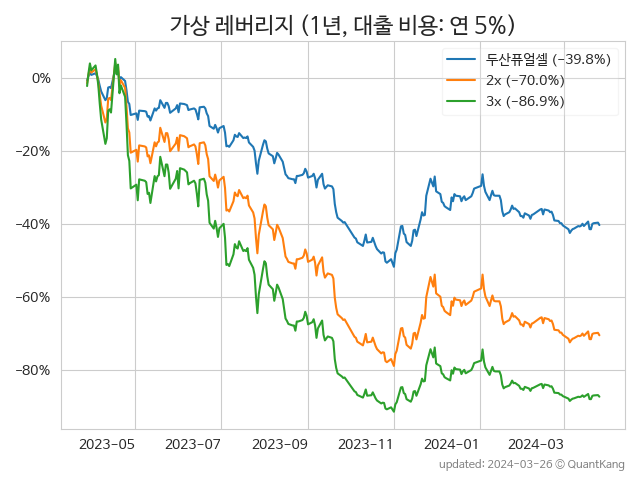 가상 레버리지 (1년, 대출 비용: 연 5%)
두산퓨얼셀 (−39.8%)
2x (−70.0%)
3x (−86.9%)
0%
−20%
−40%
−60%
−80%
2023-05 2023-07 2023-09 2023-11 2024-01 2024-03
updated: 2024-03-26 © QuantKang